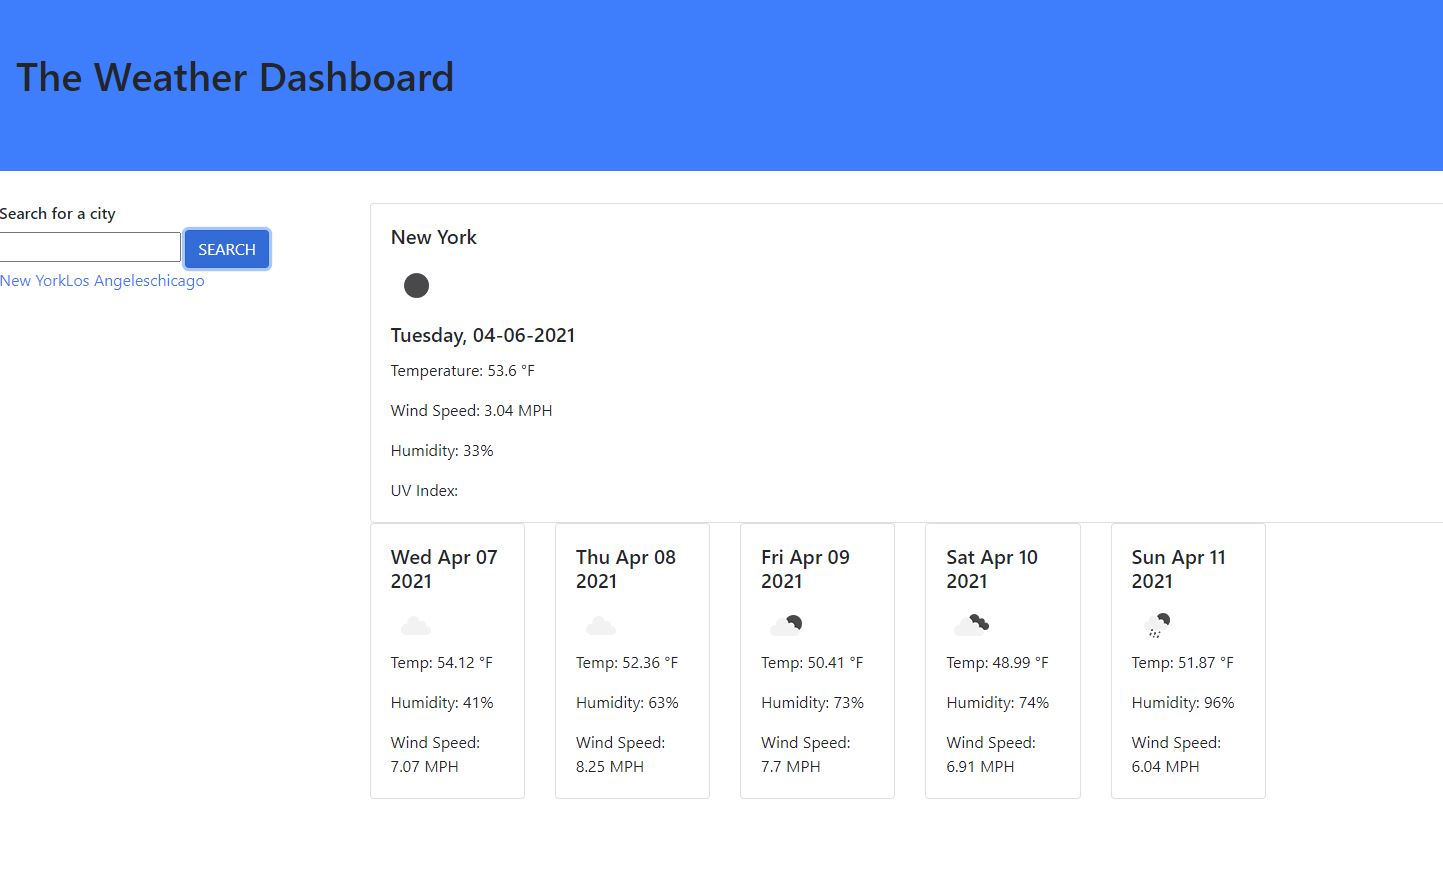 The Weather Dashboard
Search for a city
SEARCH
New YorkLos Angeleschicago
New York
Tuesday, 04-06-2021
Temperature: 53.6 °F
Wind Speed: 3.04 MPH
Humidity: 33%
UV Index:
Wed Apr 07
2021
Temp: 54.12 °F
Humidity: 41%
Wind Speed:
7.07 MPH
Thu Apr 08
2021
Temp: 52.36 °F
Humidity: 63%
Wind Speed:
8.25 MPH
Fri Apr 09
2021
Temp: 50.41 °F
Humidity: 73%
Wind Speed:
7.7 MPH
Sat Apr 10
2021
Temp: 48.99 °F
Humidity: 74%
Wind Speed:
6.91 MPH
Sun Apr 11
2021
Temp: 51.87 °F
Humidity: 96%
Wind Speed:
6.04 MPH